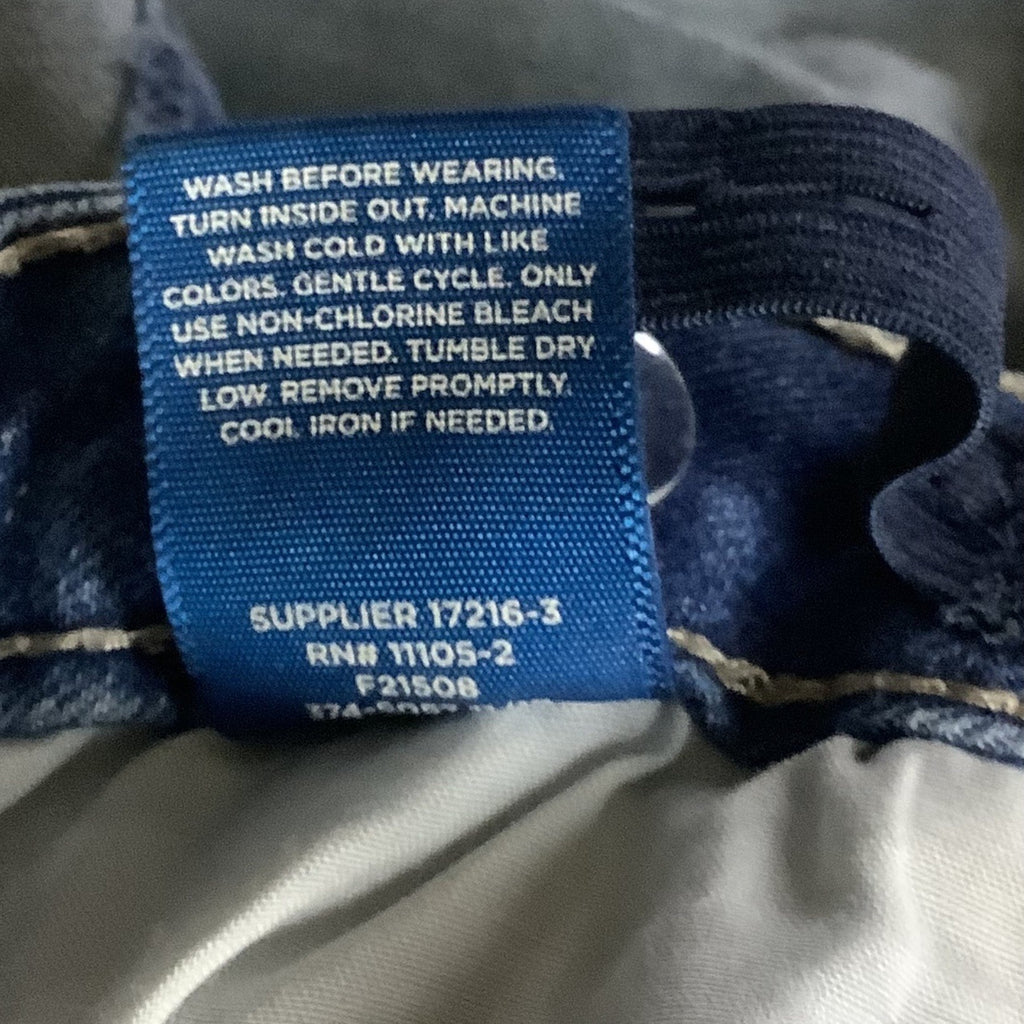 WASH BEFORE WEARING.
TURN INSIDE OUT. MACHINE
WASH COLD WITH LIKE
COLORS. GENTLE CYCLE. ONLY
USE NON-CHLORINE BLEACH
WHEN NEEDED. TUMBLE DRY
LOW. REMOVE PROMPTLY.
COOL IRON IF NEEDED.
SUPPLIER 17216-3
RN# 11105-2
F21508